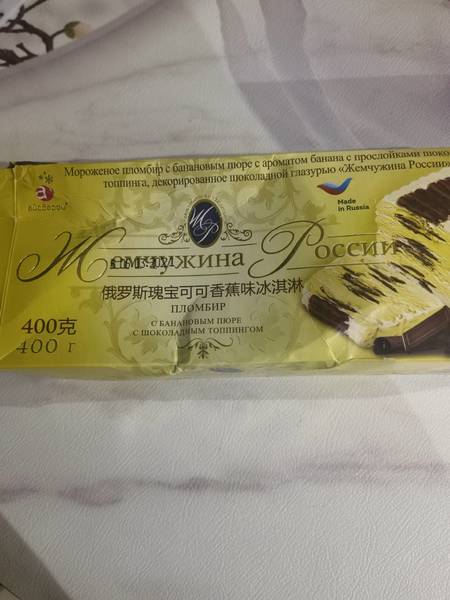 Мороженое пломбир с банановым пюре с ароматом банана с прослойками шоко
топпинга, декорированное шоколадной глазурью «Жемчужина России»
Made
in Russia
Ж Р
Жемчужина России
俄罗斯瑰宝可可香蕉味冰淇淋
ПЛОМБИР
С БАНАНОВЫМ ПЮРЕ
С ШОКОЛАДНЫМ ТОППИНГОМ
400克
400 г